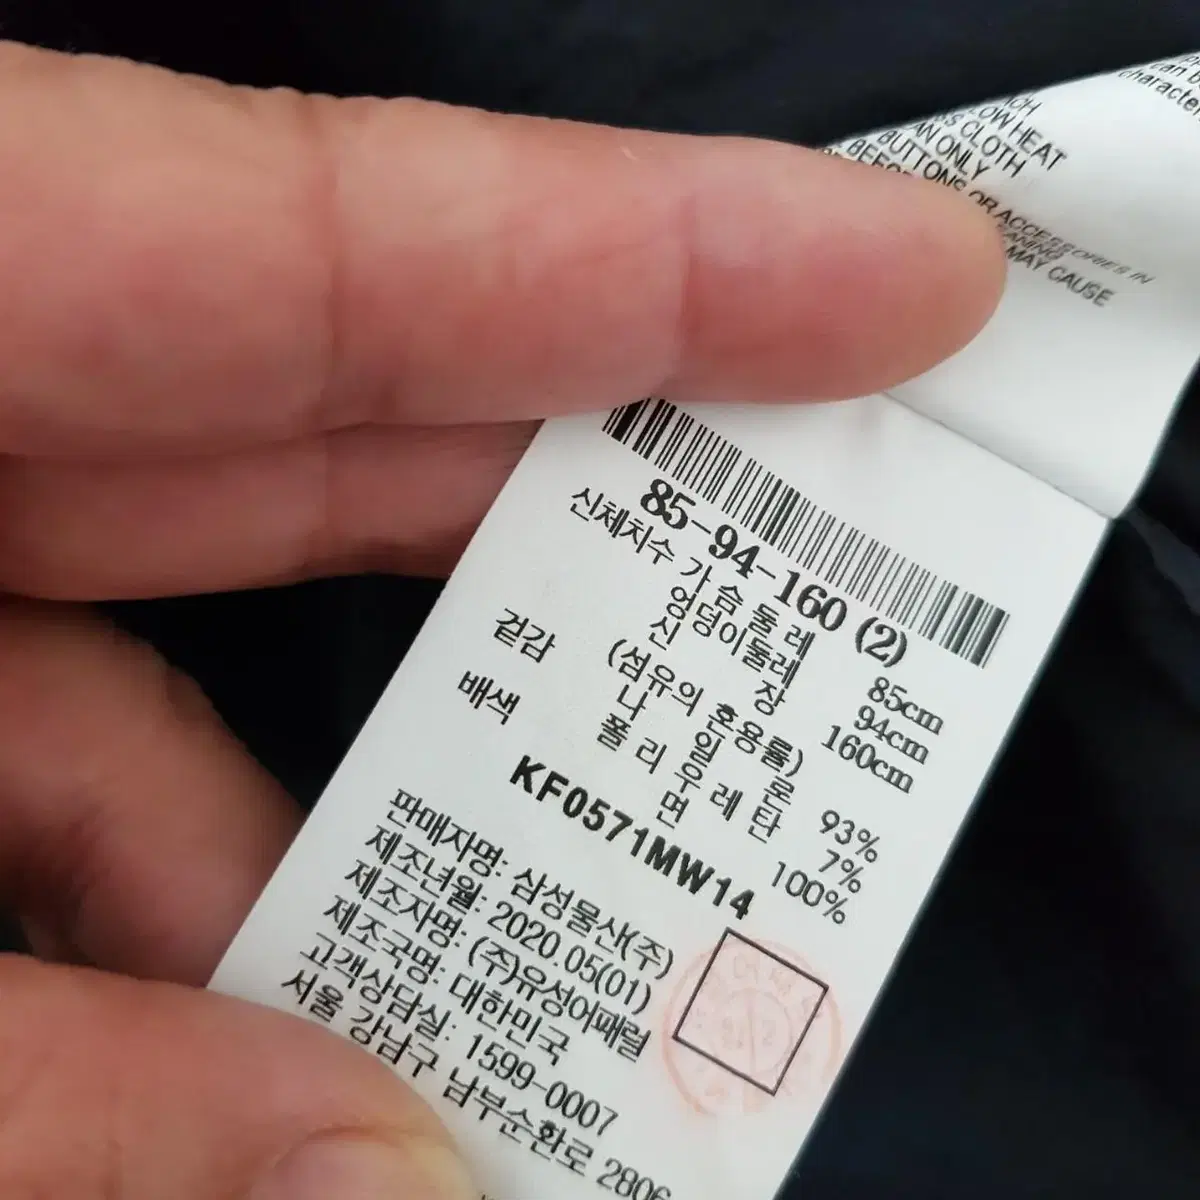 can be
character
LOW HEAT
CLOTH
ONLY
BUTTONS OR ACCESSORIES IN
MAY CAUSE
85-94-160 (2)
신체치수 가슴둘레 85cm
엉덩이둘레 94cm
신장 160cm
(섬유의 혼용률)
겉감 나일론 93%
폴리우레탄 7%
배색 면 100%
KF0571MW14
판매자명: 삼성물산(주)
제조년월: 2020.05(01)
제조자명: (주)유성어패럴
제조국명: 대한민국
고객상담실: 1599-0007
서울 강남구 남부순환로 2806